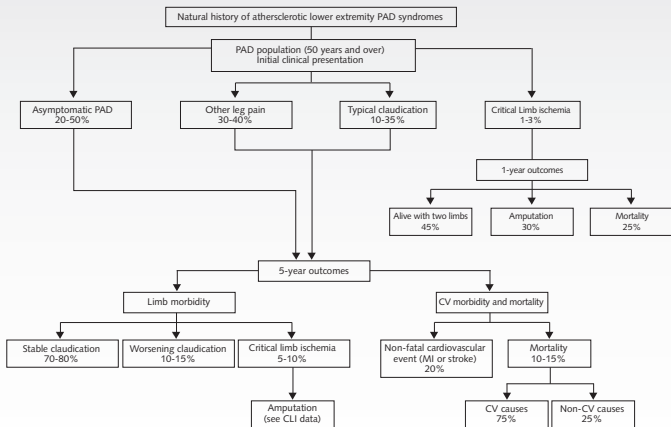 Natural history of athersclerotic lower extremity PAD syndromes
PAD population (50 years and over)
Initial clinical presentation
Asymptomatic PAD
20-50%
Other leg pain
30-40%
Typical claudication
10-35%
Critical Limb ischemia
1-3%
1-year outcomes
Alive with two limbs
45%
Amputation
30%
Mortality
25%
5-year outcomes
Limb morbidity
CV morbidity and mortality
Stable claudication
70-80%
Worsening claudication
10-15%
Critical limb ischemia
5-10%
Non-fatal cardiovascular
event (MI or stroke)
20%
Mortality
10-15%
Amputation
(see CLI data)
CV causes
75%
Non-CV causes
25%